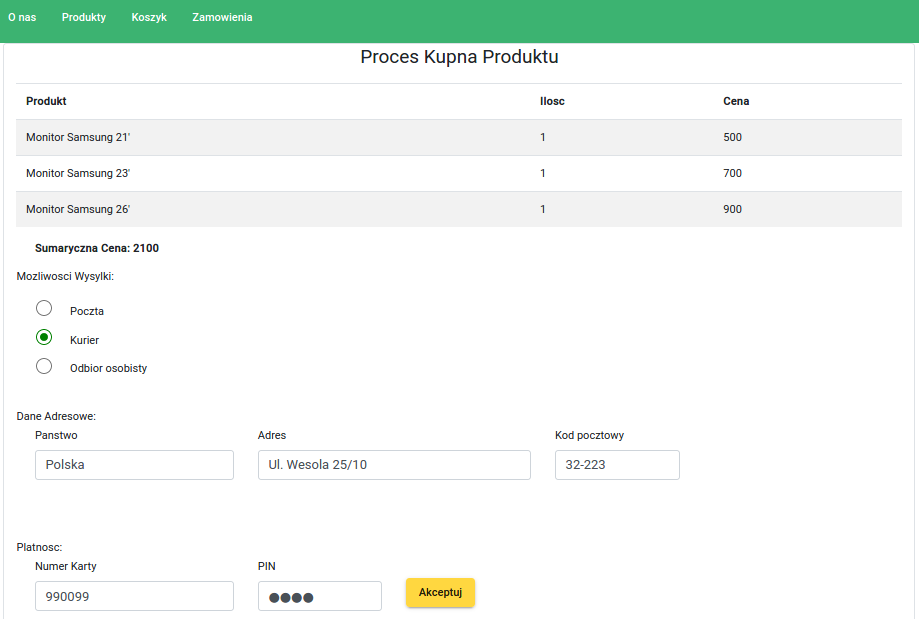 O nas Produkty Koszyk Zamowienia
Proces Kupna Produktu
Produkt Ilosc Cena
Monitor Samsung 21' 1 500
Monitor Samsung 23' 1 700
Monitor Samsung 26' 1 900
Sumaryczna Cena: 2100
Mozliwosci Wysylki:
Poczta
Kurier
Odbior osobisty
Dane Adresowe:
Panstwo Adres Kod pocztowy
Polska Ul. Wesola 25/10 32-223
Platnosc:
Numer Karty PIN
990099 ●●●● Akceptuj